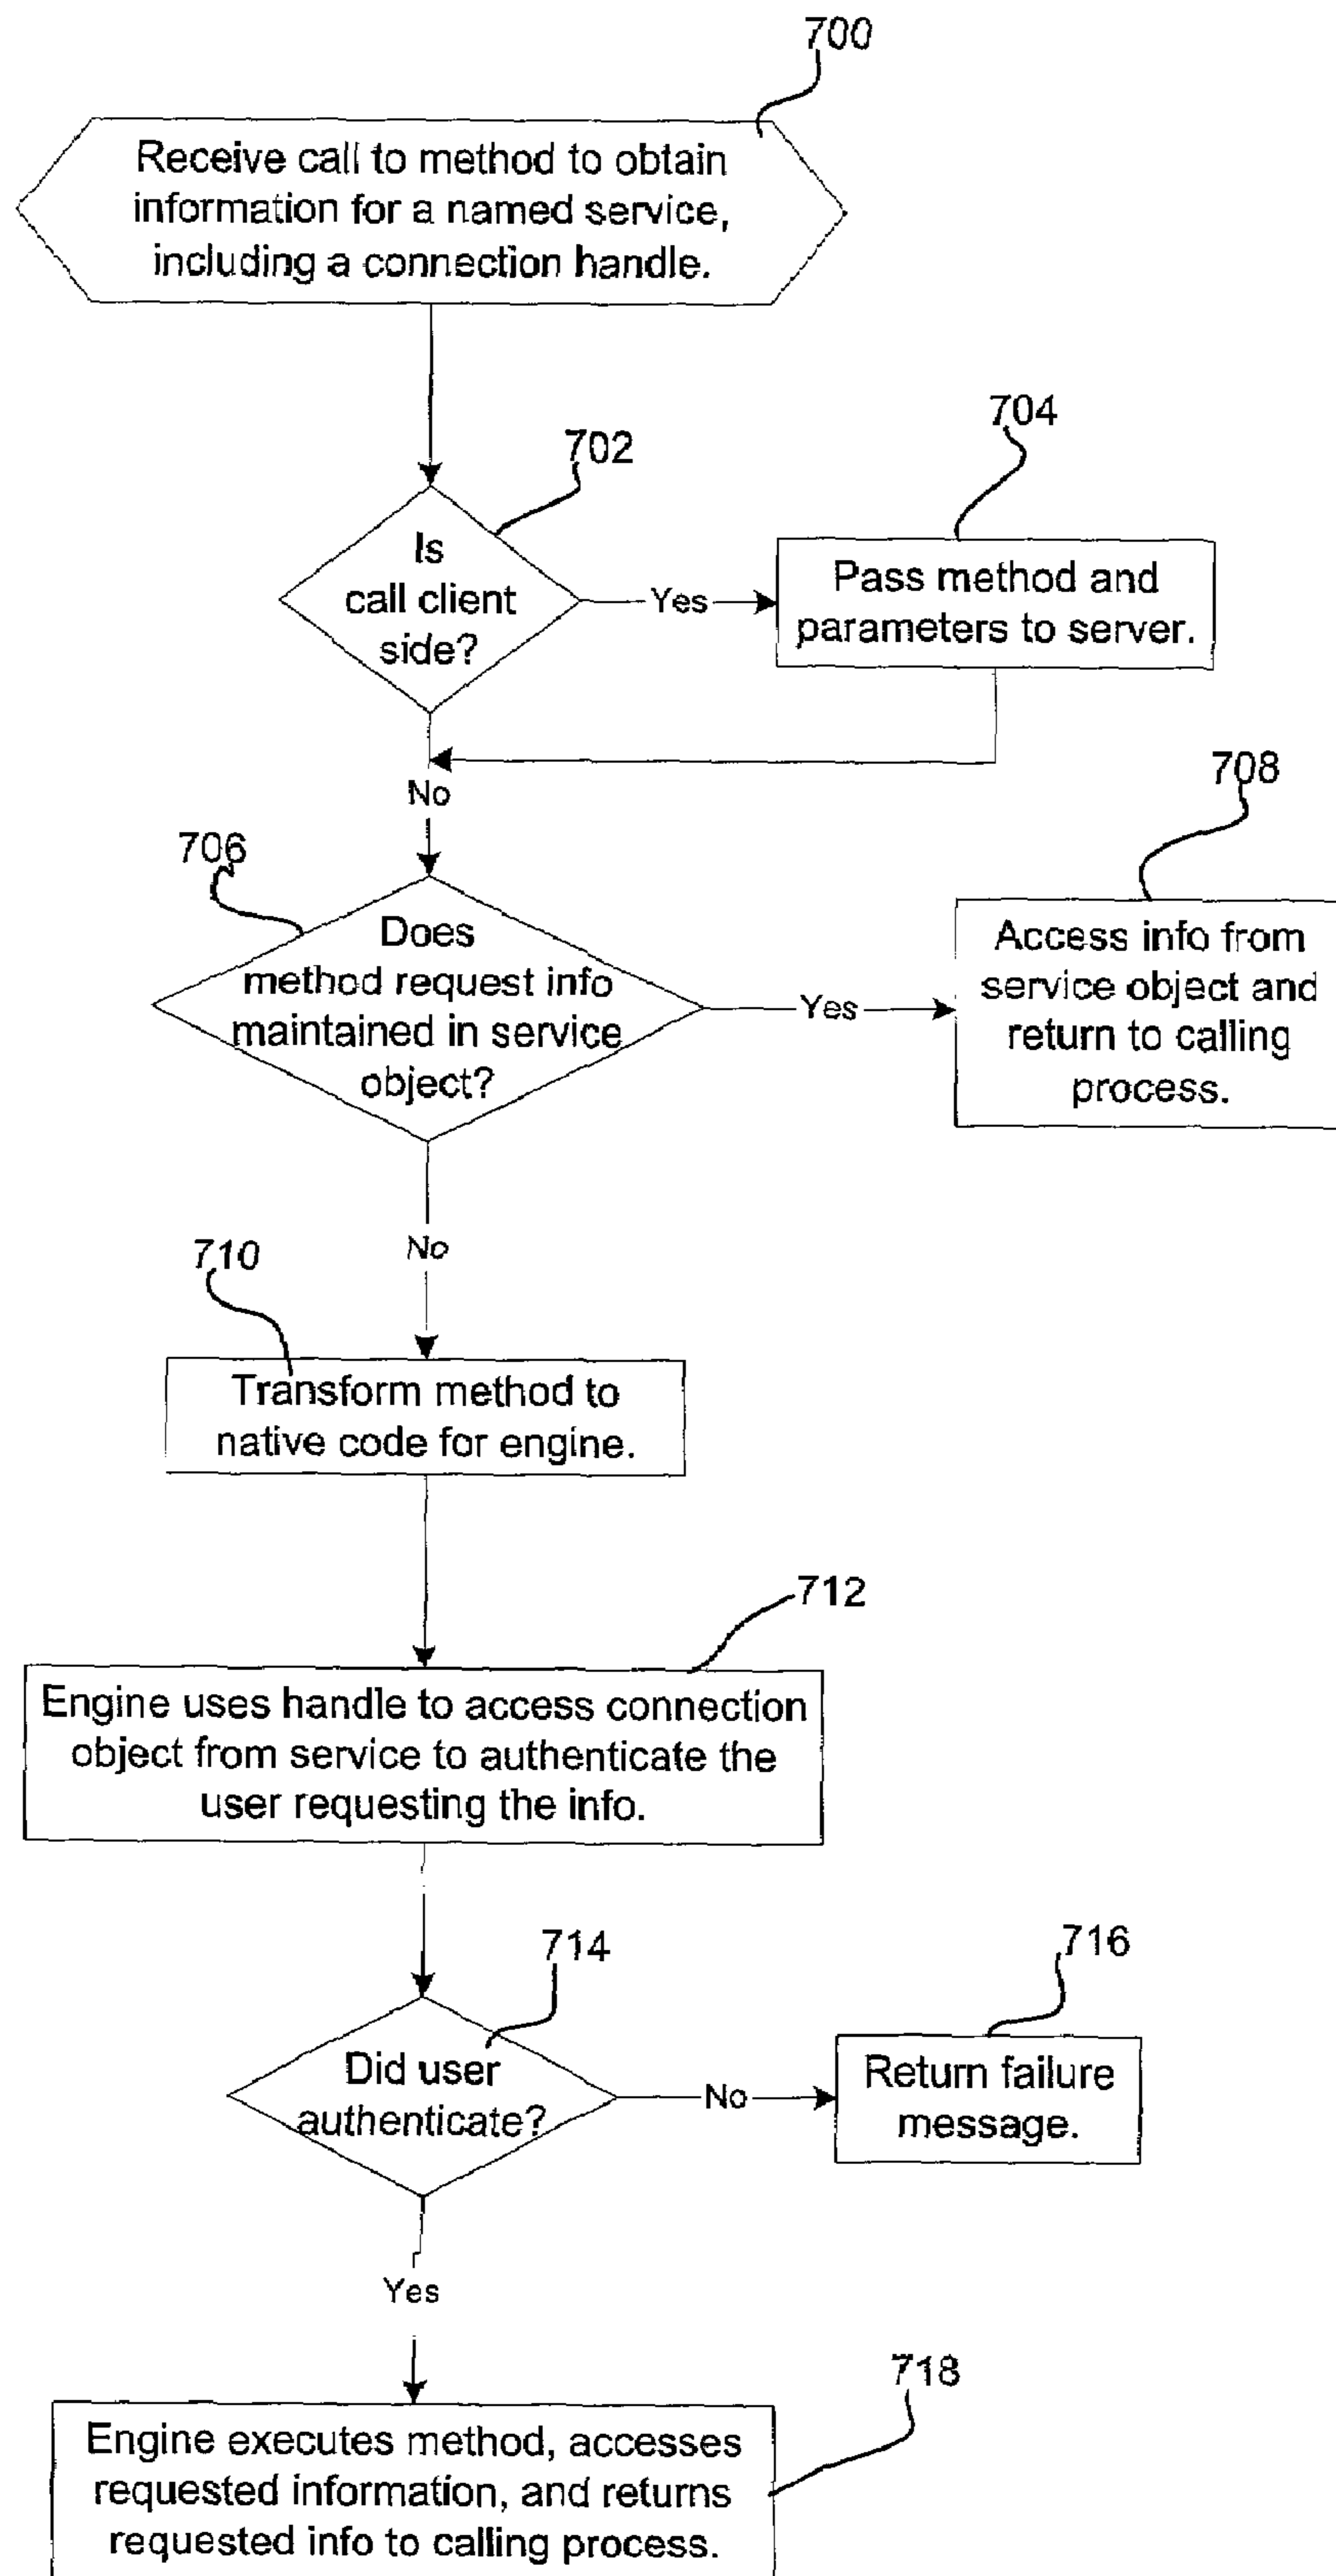 700
Receive call to method to obtain
information for a named service,
including a connection handle.
702
704
Is
call client
side?
Yes
Pass method and
parameters to server.
No
706
708
Does
method request info
maintained in service
object?
Yes
Access info from
service object and
return to calling
process.
No
710
Transform method to
native code for engine.
712
Engine uses handle to access connection
object from service to authenticate the
user requesting the info.
714
716
Did user
authenticate?
No
Return failure
message.
Yes
718
Engine executes method, accesses
requested information, and returns
requested info to calling process.